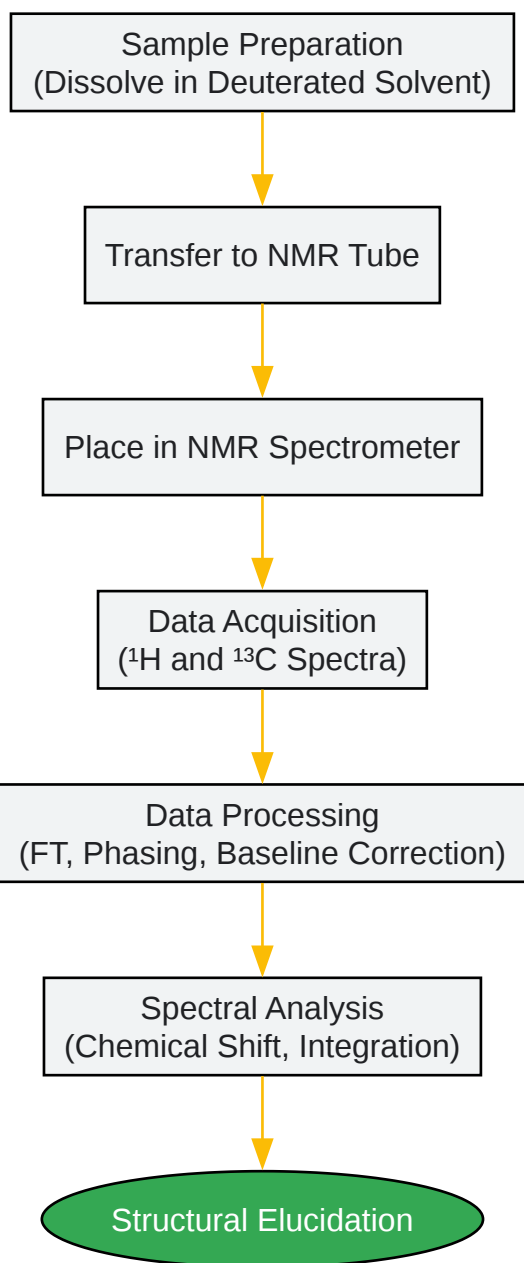 Sample Preparation
(Dissolve in Deuterated Solvent)
Transfer to NMR Tube
Place in NMR Spectrometer
Data Acquisition
(¹H and ¹³C Spectra)
Data Processing
(FT, Phasing, Baseline Correction)
Spectral Analysis
(Chemical Shift, Integration)
Structural Elucidation